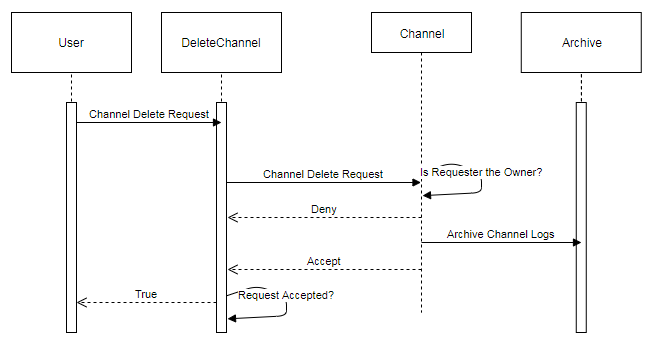 User
DeleteChannel
Channel
Archive
Channel Delete Request
Channel Delete Request
Is Requester the Owner?
Deny
Archive Channel Logs
Accept
True
Request Accepted?